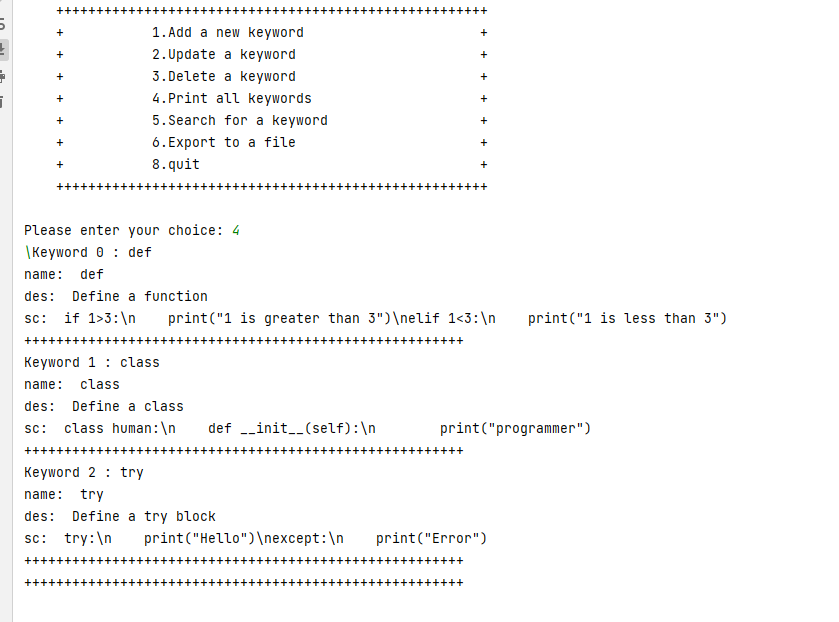 ++++++++++++++++++++++++++++++++++++++++++++++++++++++
+           1.Add a new keyword                      +
+           2.Update a keyword                       +
+           3.Delete a keyword                       +
+           4.Print all keywords                     +
+           5.Search for a keyword                   +
+           6.Export to a file                       +
+           8.quit                                   +
++++++++++++++++++++++++++++++++++++++++++++++++++++++
Please enter your choice: 4
\Keyword 0 : def
name:  def
des:  Define a function
sc:  if 1>3:\n    print("1 is greater than 3")\nelif 1<3:\n    print("1 is less than 3")
+++++++++++++++++++++++++++++++++++++++++++++++++++++++
Keyword 1 : class
name:  class
des:  Define a class
sc:  class human:\n    def __init__(self):\n        print("programmer")
+++++++++++++++++++++++++++++++++++++++++++++++++++++++
Keyword 2 : try
name:  try
des:  Define a try block
sc:  try:\n    print("Hello")\nexcept:\n    print("Error")
+++++++++++++++++++++++++++++++++++++++++++++++++++++++
+++++++++++++++++++++++++++++++++++++++++++++++++++++++